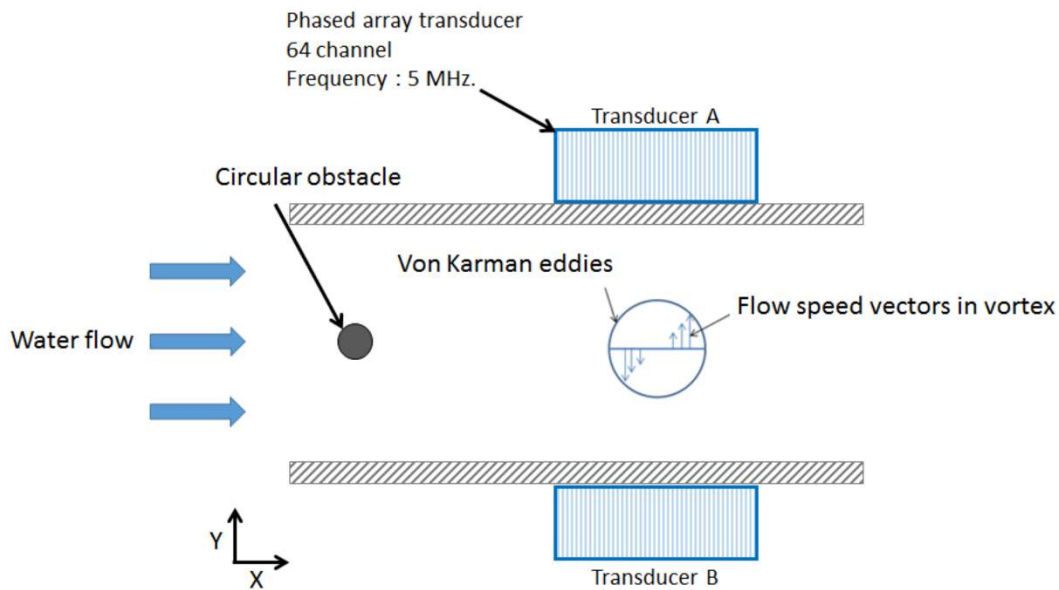 Phased array transducer
64 channel
Frequency : 5 MHz.
Transducer A
Circular obstacle
Von Karman eddies
Flow speed vectors in vortex
Water flow
Y
X
Transducer B